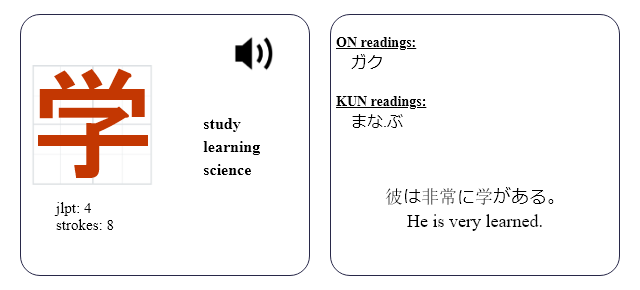 学
study
learning
science
jlpt: 4
strokes: 8
ON readings:
ガク
KUN readings:
まな.ぶ
彼は非常に学がある。
He is very learned.